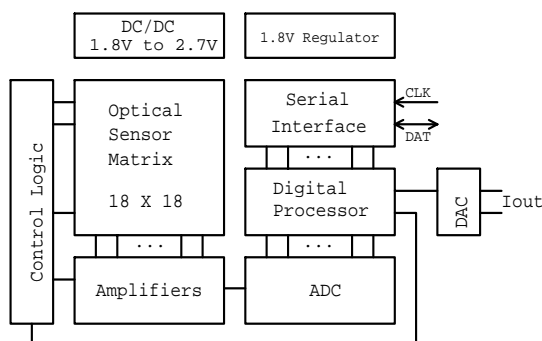 DC/DC
1.8V to 2.7V
1.8V Regulator
Control Logic
Optical
Sensor
Matrix
18 X 18
Serial
Interface
CLK
DAT
...
Digital
Processor
DAC
Iout
...
...
Amplifiers
ADC